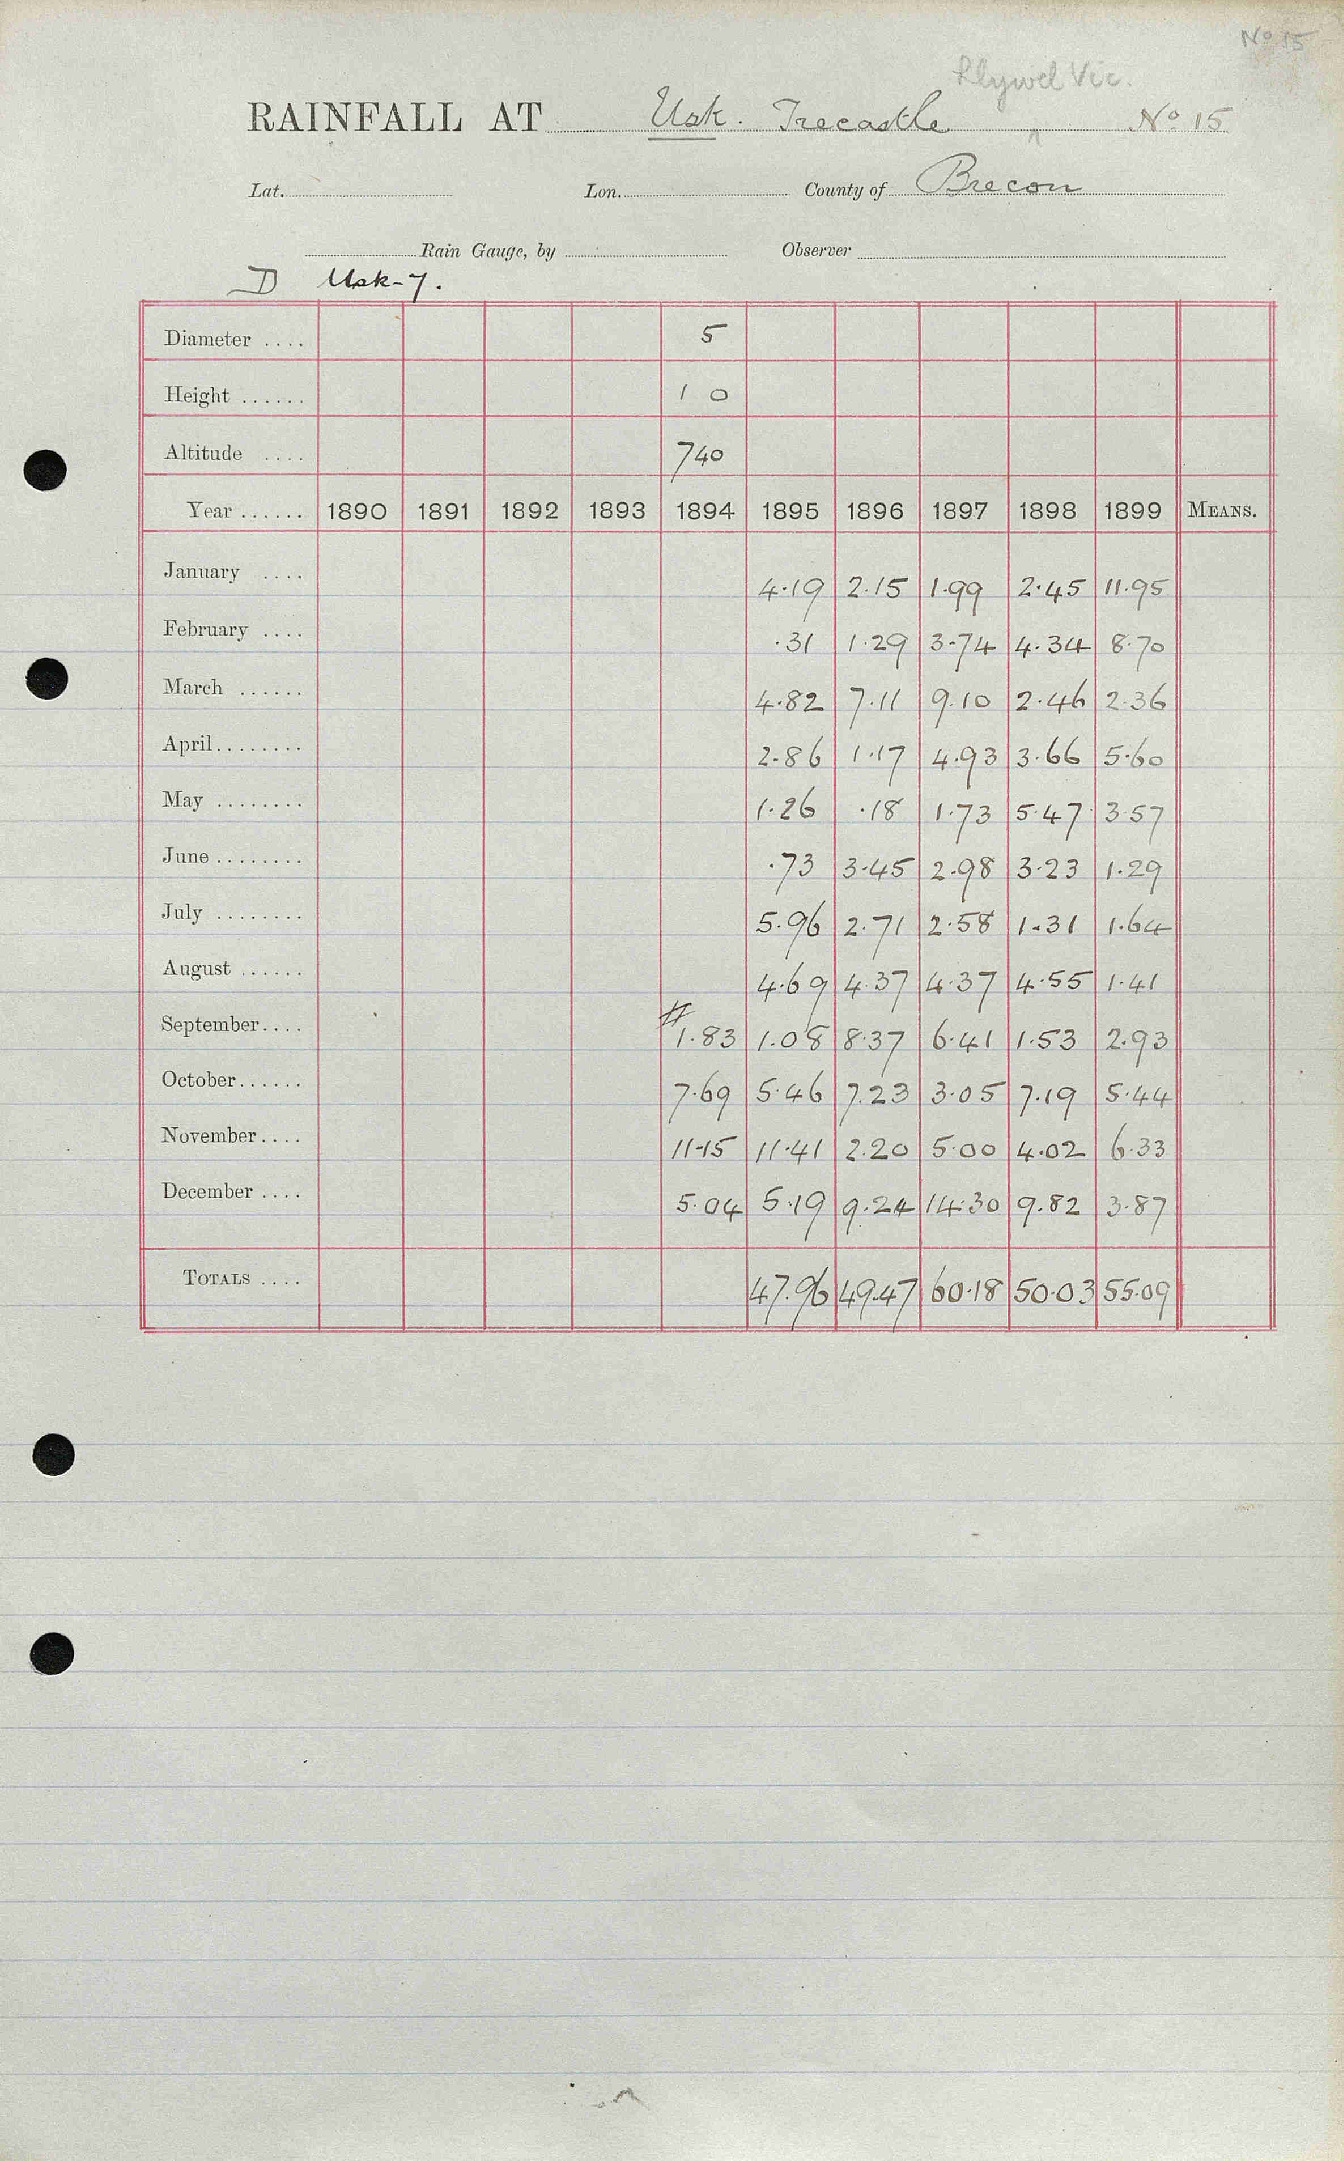 No 15
Llywel Vic.
RAINFALL AT Usk. Trecastle ^ No 15
Lat. Lon. County of Brecon
Rain Gauge, by Observer
D Usk-7.
Diameter .... 5
Height ...... 1 0
Altitude .... 740
Year ...... 1890 1891 1892 1893 1894 1895 1896 1897 1898 1899 MEANS.
January .... 4.19 2.15 1.99 2.45 11.95
February .... .31 1.29 3.74 4.34 8.70
March ...... 4.82 7.11 9.10 2.46 2.36
April........ 2.86 1.17 4.93 3.66 5.60
May ........ 1.26 .18 1.73 5.47 3.57
June ........ .73 3.45 2.98 3.23 1.29
July ........ 5.96 2.71 2.58 1.31 1.64
August ...... 4.69 4.37 4.37 4.55 1.41
September.... # 1.83 1.08 8.37 6.41 1.53 2.93
October...... 7.69 5.46 7.23 3.05 7.19 5.44
November.... 11.15 11.41 2.20 5.00 4.02 6.33
December .... 5.04 5.19 9.24 14.30 9.82 3.87
TOTALS .... 47.96 49.47 60.18 50.03 55.09